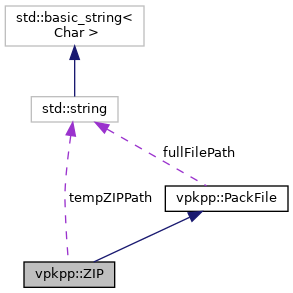 std::basic_string<
Char >
std::string
fullFilePath
tempZIPPath
vpkpp::PackFile
vpkpp::ZIP